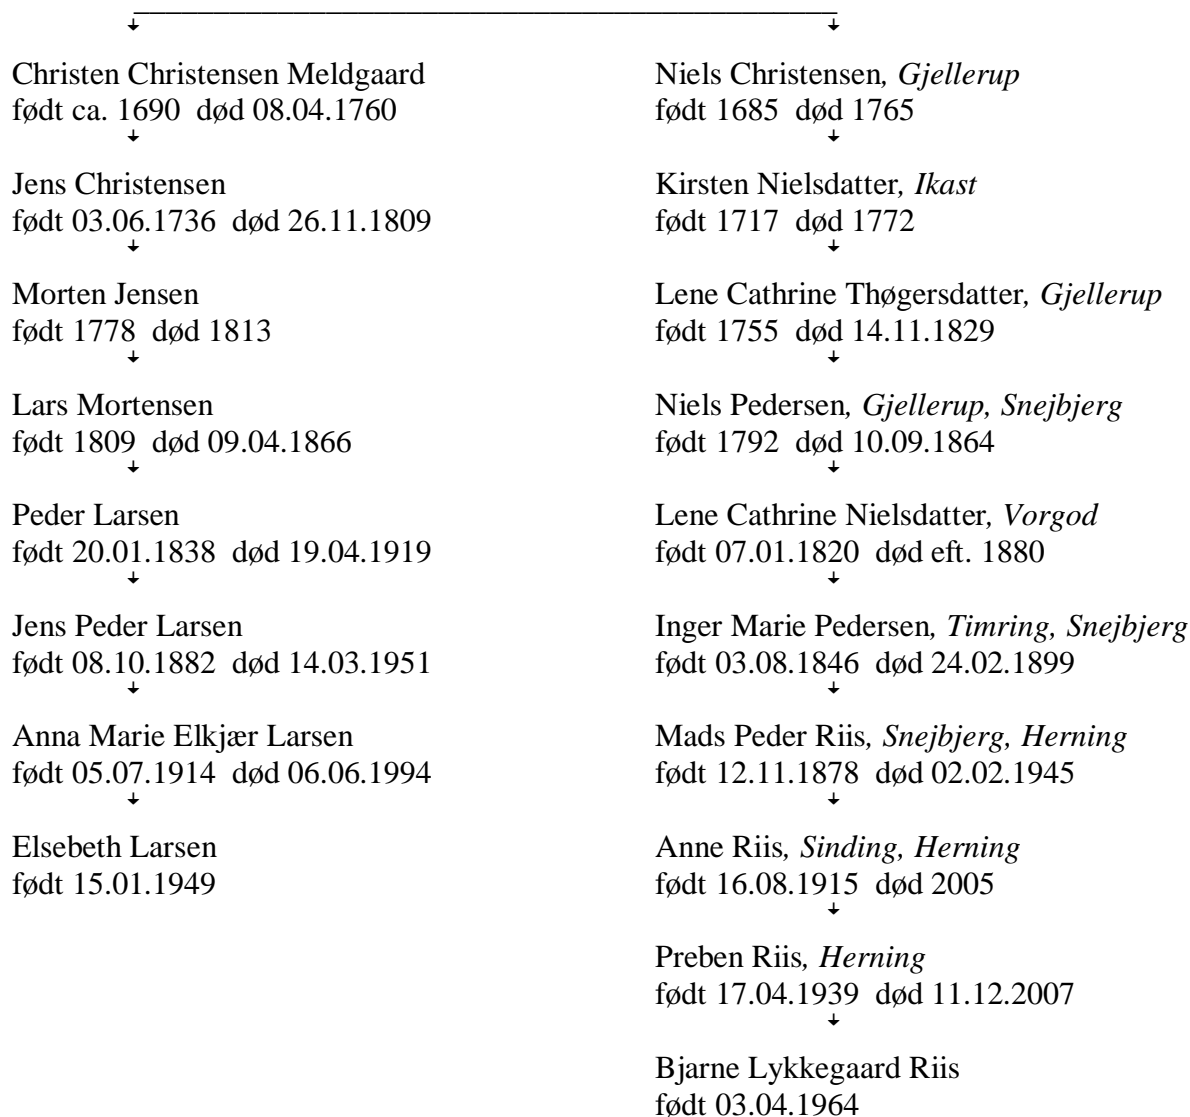 Christen Christensen Meldgaard
født ca. 1690 død 08.04.1760
Jens Christensen
født 03.06.1736 død 26.11.1809
Morten Jensen
født 1778 død 1813
Lars Mortensen
født 1809 død 09.04.1866
Peder Larsen
født 20.01.1838 død 19.04.1919
Jens Peder Larsen
født 08.10.1882 død 14.03.1951
Anna Marie Elkjær Larsen
født 05.07.1914 død 06.06.1994
Elsebeth Larsen
født 15.01.1949
Niels Christensen, Gjellerup
født 1685 død 1765
Kirsten Nielsdatter, Ikast
født 1717 død 1772
Lene Cathrine Thøgersdatter, Gjellerup
født 1755 død 14.11.1829
Niels Pedersen, Gjellerup, Snejbjerg
født 1792 død 10.09.1864
Lene Cathrine Nielsdatter, Vorgod
født 07.01.1820 død eft. 1880
Inger Marie Pedersen, Timring, Snejbjerg
født 03.08.1846 død 24.02.1899
Mads Peder Riis, Snejbjerg, Herning
født 12.11.1878 død 02.02.1945
Anne Riis, Sinding, Herning
født 16.08.1915 død 2005
Preben Riis, Herning
født 17.04.1939 død 11.12.2007
Bjarne Lykkegaard Riis
født 03.04.1964